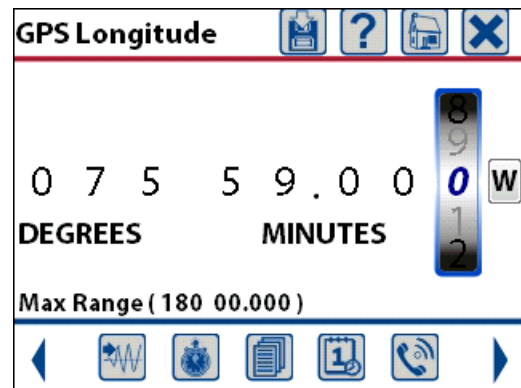 GPS Longitude ?
8
9
0 7 5 5 9 . 0 0 0 W
1
2
DEGREES MINUTES
Max Range ( 180 00.000 )
1